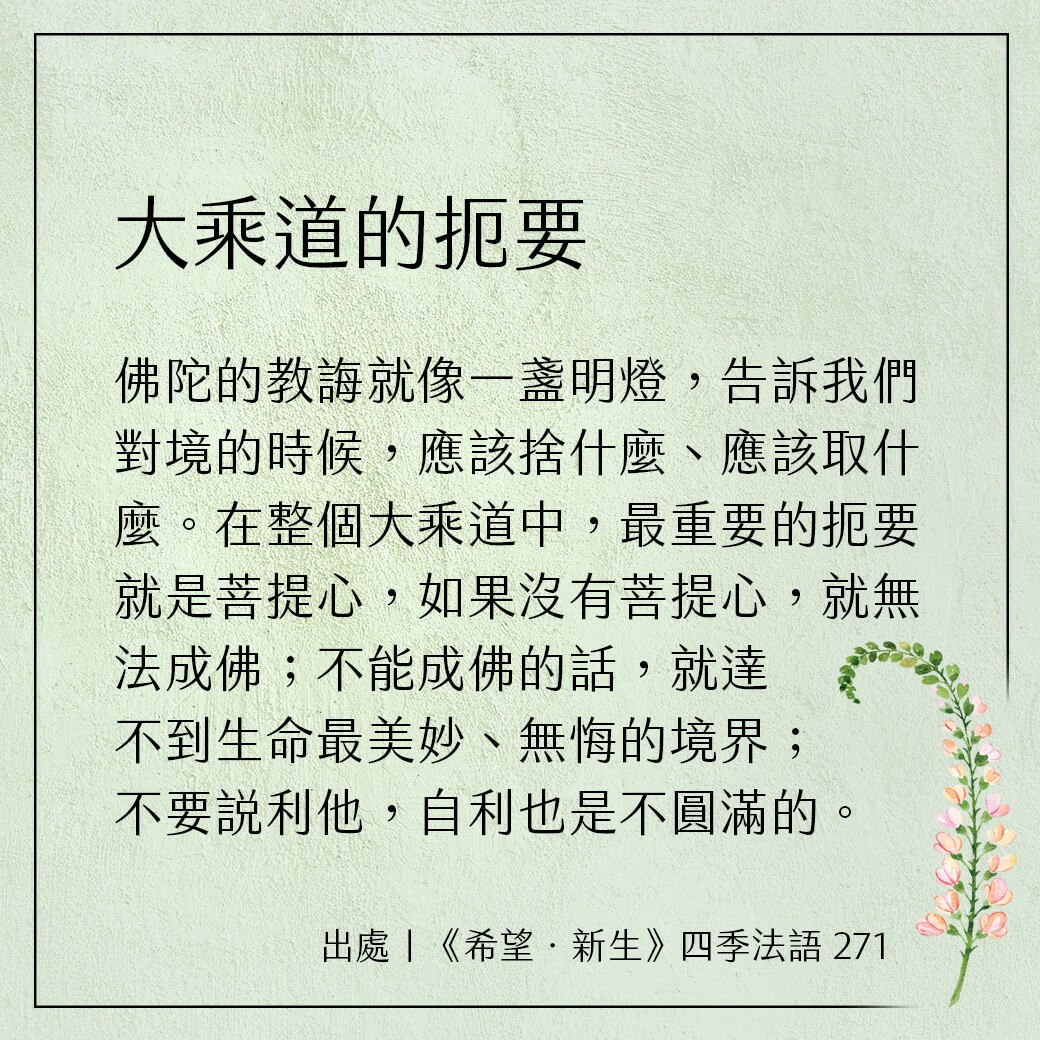 大乘道的扼要
佛陀的教誨就像一盞明燈，告訴我們
對境的時候，應該捨什麼、應該取什
麼。在整個大乘道中，最重要的扼要
就是菩提心，如果沒有菩提心，就無
法成佛；不能成佛的話，就達
不到生命最美妙、無悔的境界；
不要説利他，自利也是不圓滿的。
出處｜《希望．新生》四季法語 271